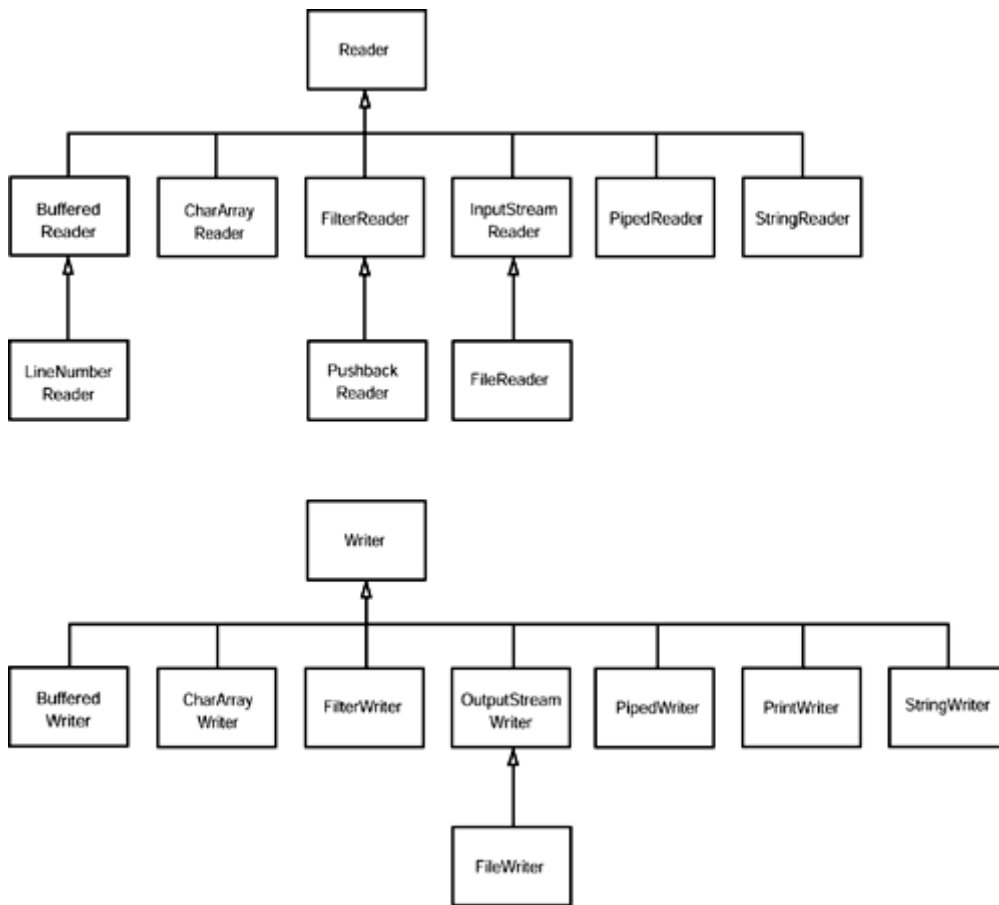 Reader
Buffered
Reader
CharArray
Reader
FilterReader
InputStream
Reader
PipedReader
StringReader
LineNumber
Reader
Pushback
Reader
FileReader
Writer
Buffered
Writer
CharArray
Writer
FilterWriter
OutputStream
Writer
PipedWriter
PrintWriter
StringWriter
FileWriter